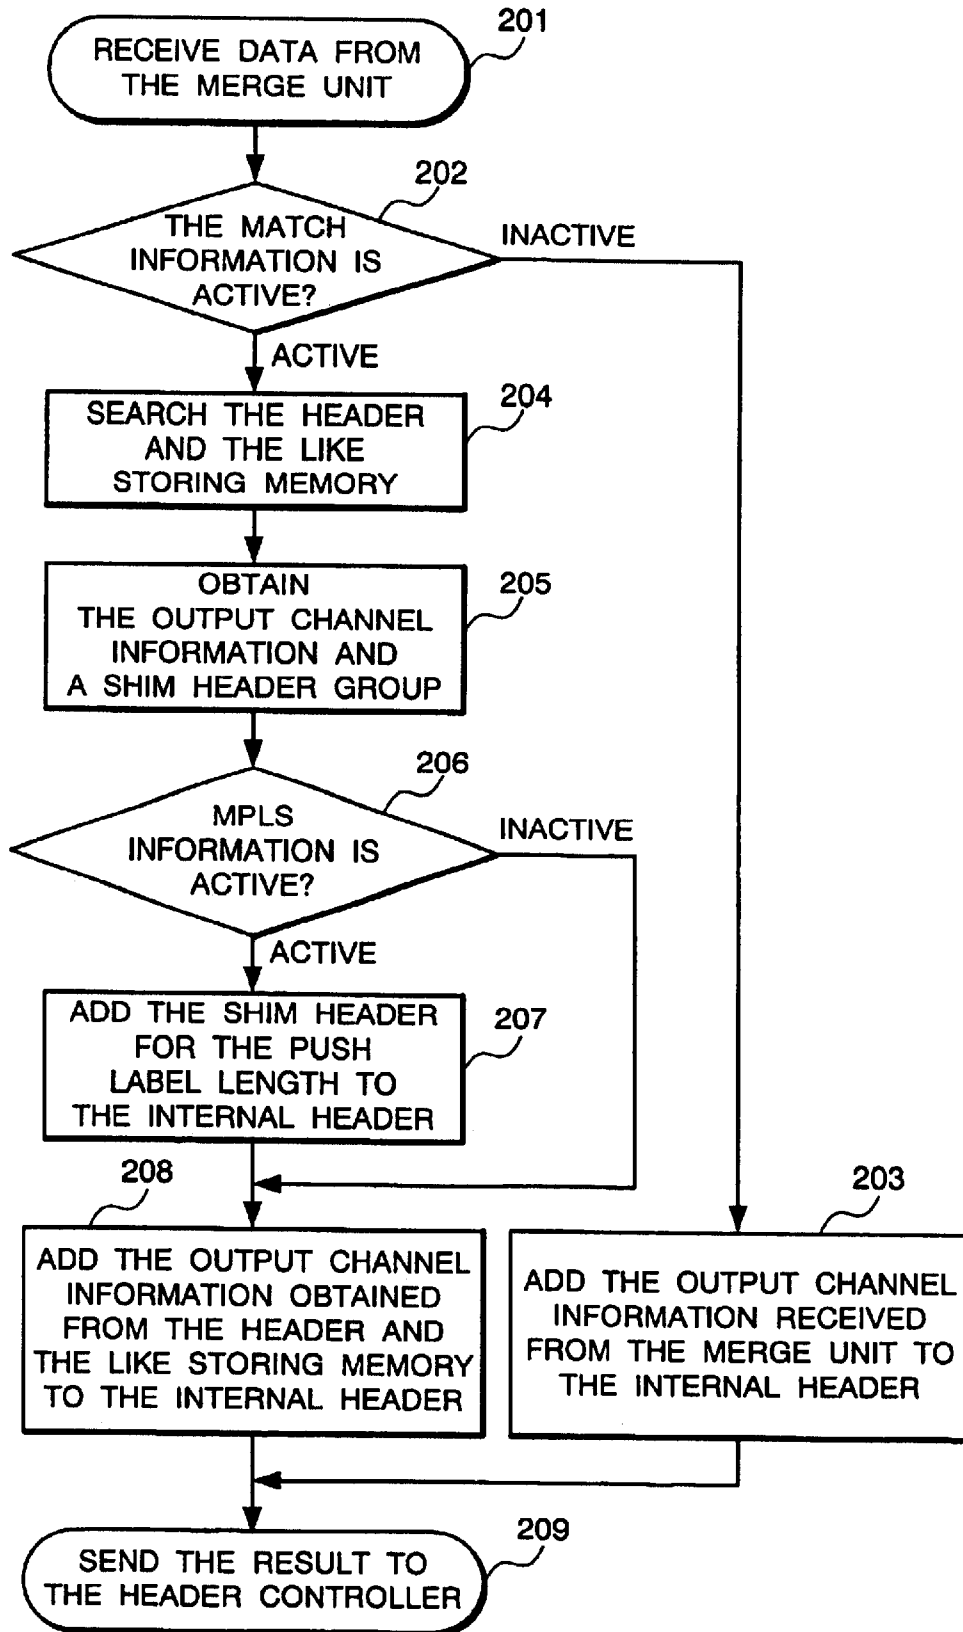 201
RECEIVE DATA FROM
THE MERGE UNIT
202
THE MATCH
INFORMATION IS
ACTIVE?
INACTIVE
ACTIVE
204
SEARCH THE HEADER
AND THE LIKE
STORING MEMORY
205
OBTAIN
THE OUTPUT CHANNEL
INFORMATION AND
A SHIM HEADER GROUP
206
MPLS
INFORMATION IS
ACTIVE?
INACTIVE
ACTIVE
207
ADD THE SHIM HEADER
FOR THE PUSH
LABEL LENGTH TO
THE INTERNAL HEADER
208
ADD THE OUTPUT CHANNEL
INFORMATION OBTAINED
FROM THE HEADER AND
THE LIKE STORING MEMORY
TO THE INTERNAL HEADER
203
ADD THE OUTPUT CHANNEL
INFORMATION RECEIVED
FROM THE MERGE UNIT TO
THE INTERNAL HEADER
209
SEND THE RESULT TO
THE HEADER CONTROLLER